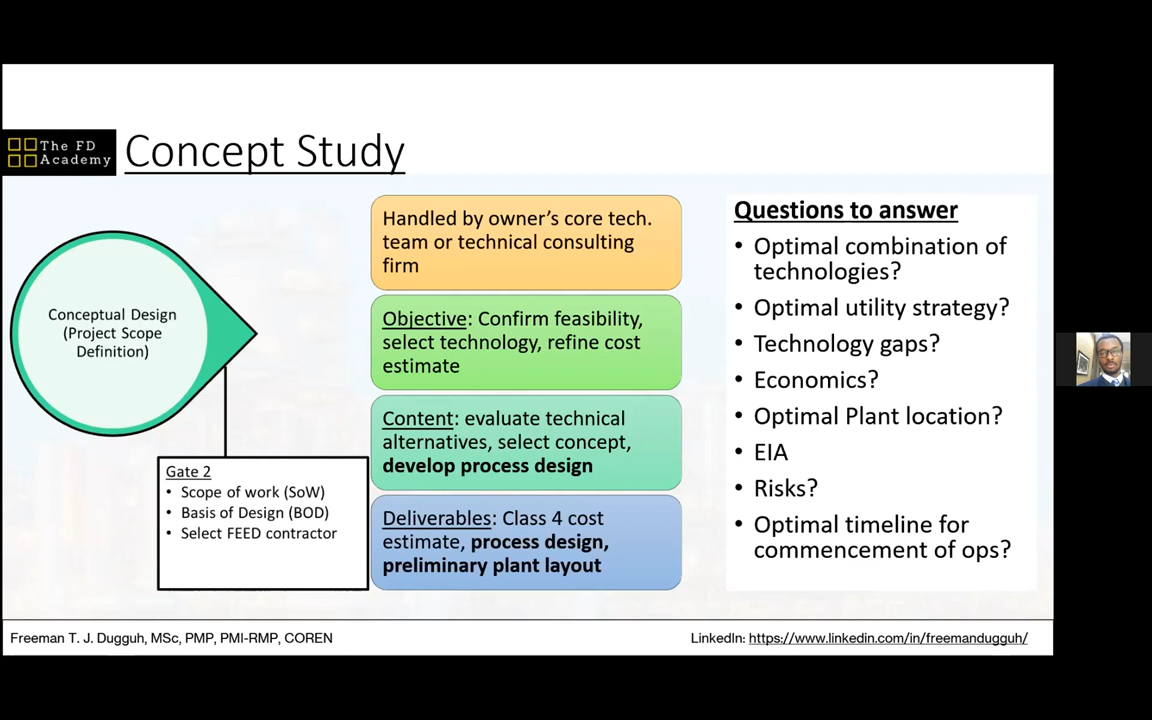 The FD
Academy
Concept Study
Conceptual Design
(Project Scope
Definition)
Gate 2
• Scope of work (SoW)
• Basis of Design (BOD)
• Select FEED contractor
Handled by owner’s core tech.
team or technical consulting
firm
Objective: Confirm feasibility,
select technology, refine cost
estimate
Content: evaluate technical
alternatives, select concept,
develop process design
Deliverables: Class 4 cost
estimate, process design,
preliminary plant layout
Questions to answer
• Optimal combination of
technologies?
• Optimal utility strategy?
• Technology gaps?
• Economics?
• Optimal Plant location?
• EIA
• Risks?
• Optimal timeline for
commencement of ops?
Freeman T. J. Dugguh, MSc, PMP, PMI-RMP, COREN
LinkedIn: https://www.linkedin.com/in/freemandugguh/